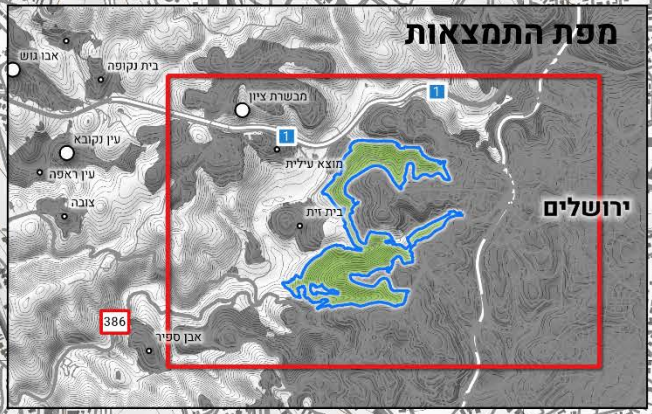 מפת התמצאות
אבו גוש
בית נקופה
מבשרת ציון
1
1
עין נקובא
מוצא עילית
עין ראפה
צובה
בית זית
ירושלים
386
אבן ספיר